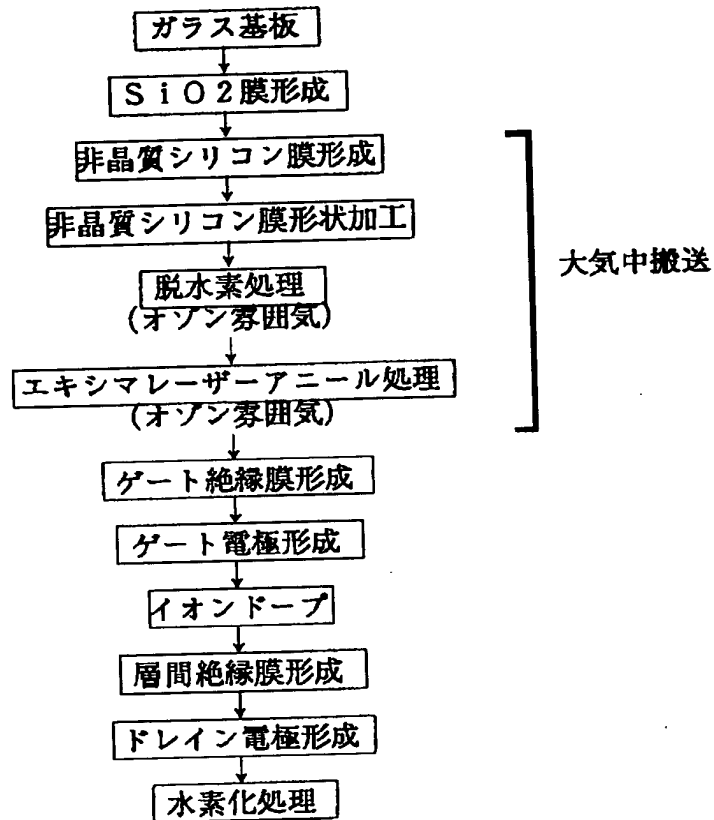 ガラス基板
SiO2膜形成
非晶質シリコン膜形成
非晶質シリコン膜形状加工
大気中搬送
脱水素処理
(オゾン雰囲気)
エキシマレーザーアニール処理
(オゾン雰囲気)
ゲート絶縁膜形成
ゲート電極形成
イオンドープ
層間絶縁膜形成
ドレイン電極形成
水素化処理